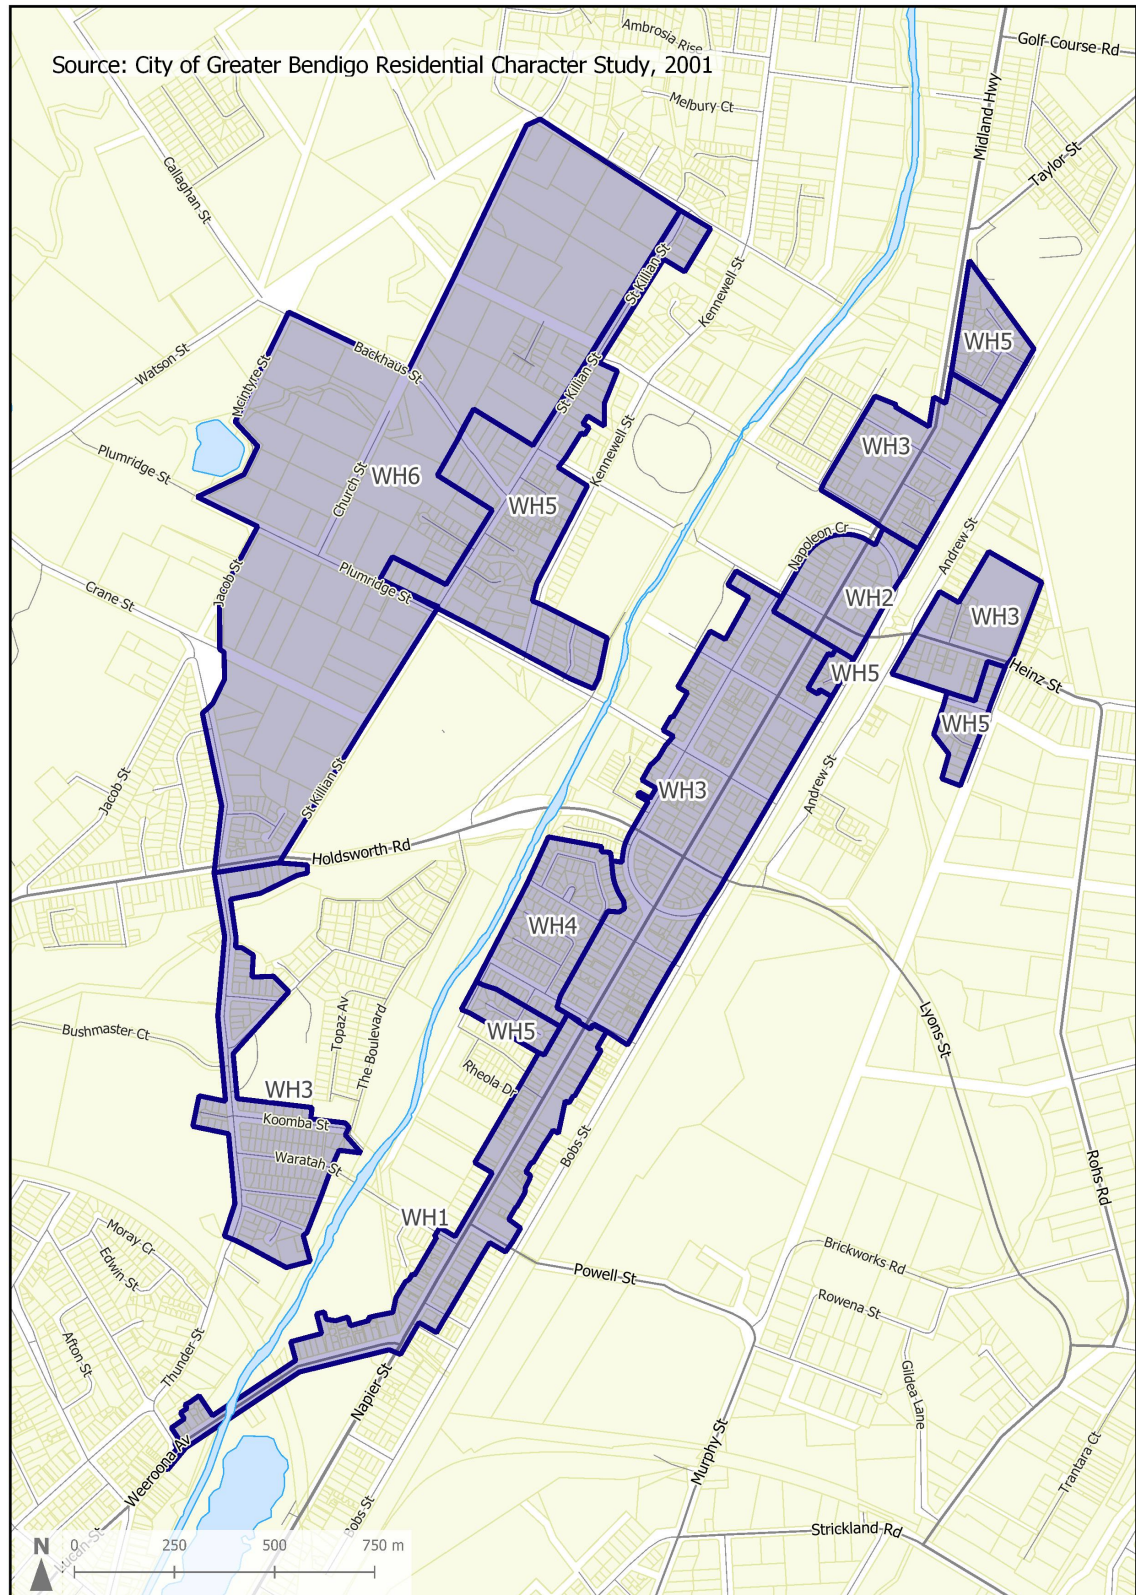 Ambrosia Rise
Golf Course Rd
Source: City of Greater Bendigo Residential Character Study, 2001
Melbury Ct
Midland Hwy
Taylor St
Callaghan St
St Killian St
Kennewell St
Watson St
Backhaus St
WH5
McIntyre St
St Killian St
WH3
Kennewell St
Plumridge St
Church St
WH6
WH5
Napoleon Cr
Andrew St
Jacob St
Plumridge St
Crane St
WH2
WH3
WH5
Heinz St
WH5
Jacob St
St Killian St
WH3
Andrew St
Holdsworth Rd
WH4
Bushmaster Ct
Topaz Av
The Boulevard
WH5
Lyons St
Rheola Dr
WH3
Koomba St
Bobs St
Waratah St
Rohs Rd
WH1
Moray Cr
Edwin St
Powell St
Brickworks Rd
Rowena St
Afton St
Thunder St
Napier St
Gildea Lane
Murphy St
Trantara Ct
Weeroona Av
Bobs St
Strickland Rd
Lucan St
N
0 250 500 750 m